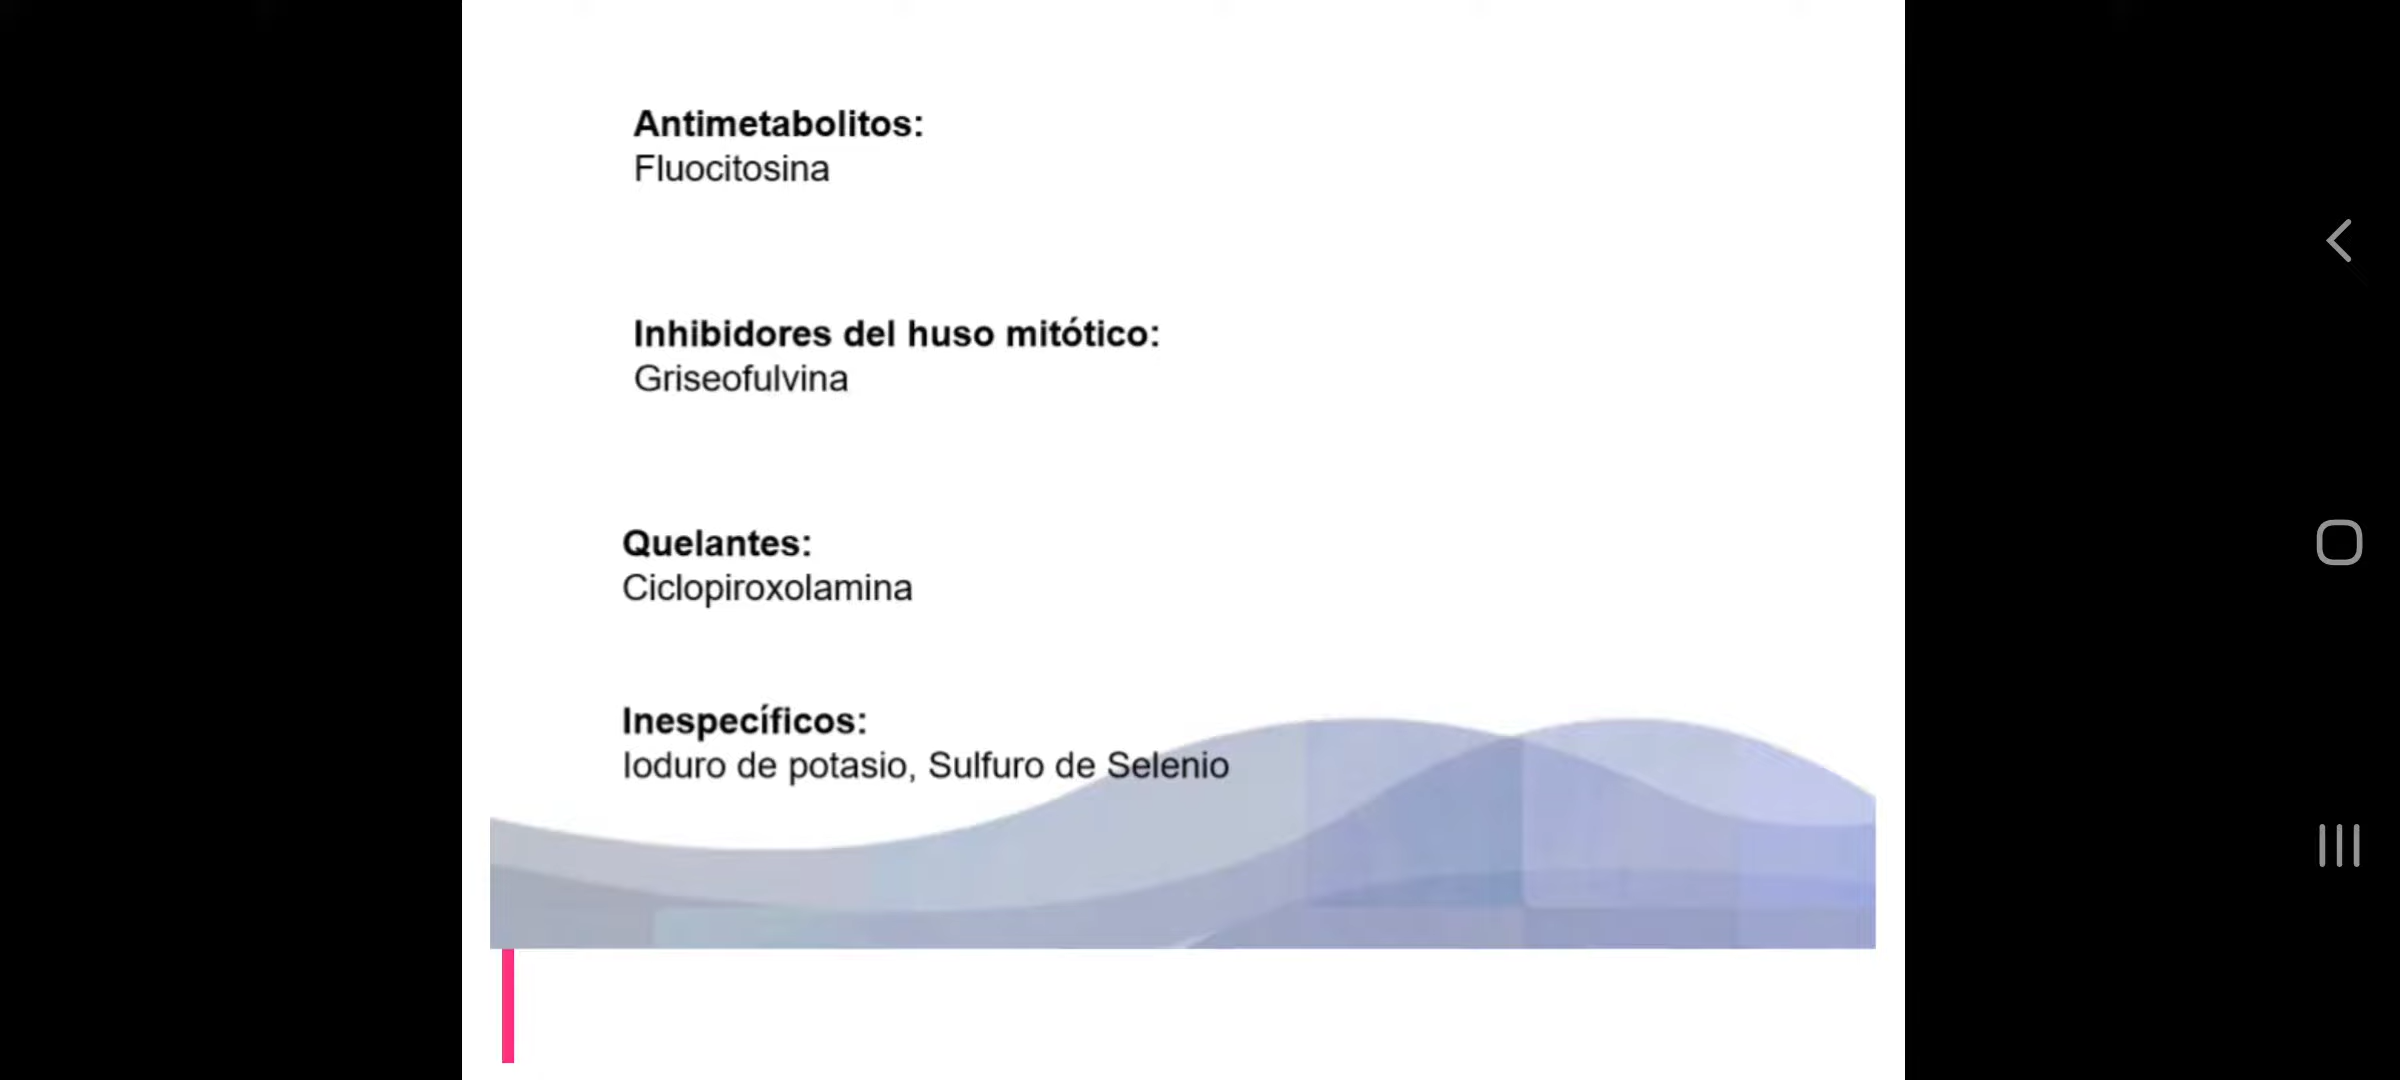 Antimetabolitos:
Fluocitosina
Inhibidores del huso mitótico:
Griseofulvina
Quelantes:
Ciclopiroxolamina
Inespecíficos:
Ioduro de potasio, Sulfuro de Selenio